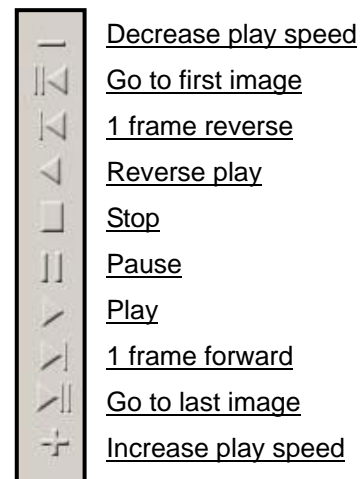 Decrease play speed
Go to first image
1 frame reverse
Reverse play
Stop
Pause
Play
1 frame forward
Go to last image
Increase play speed